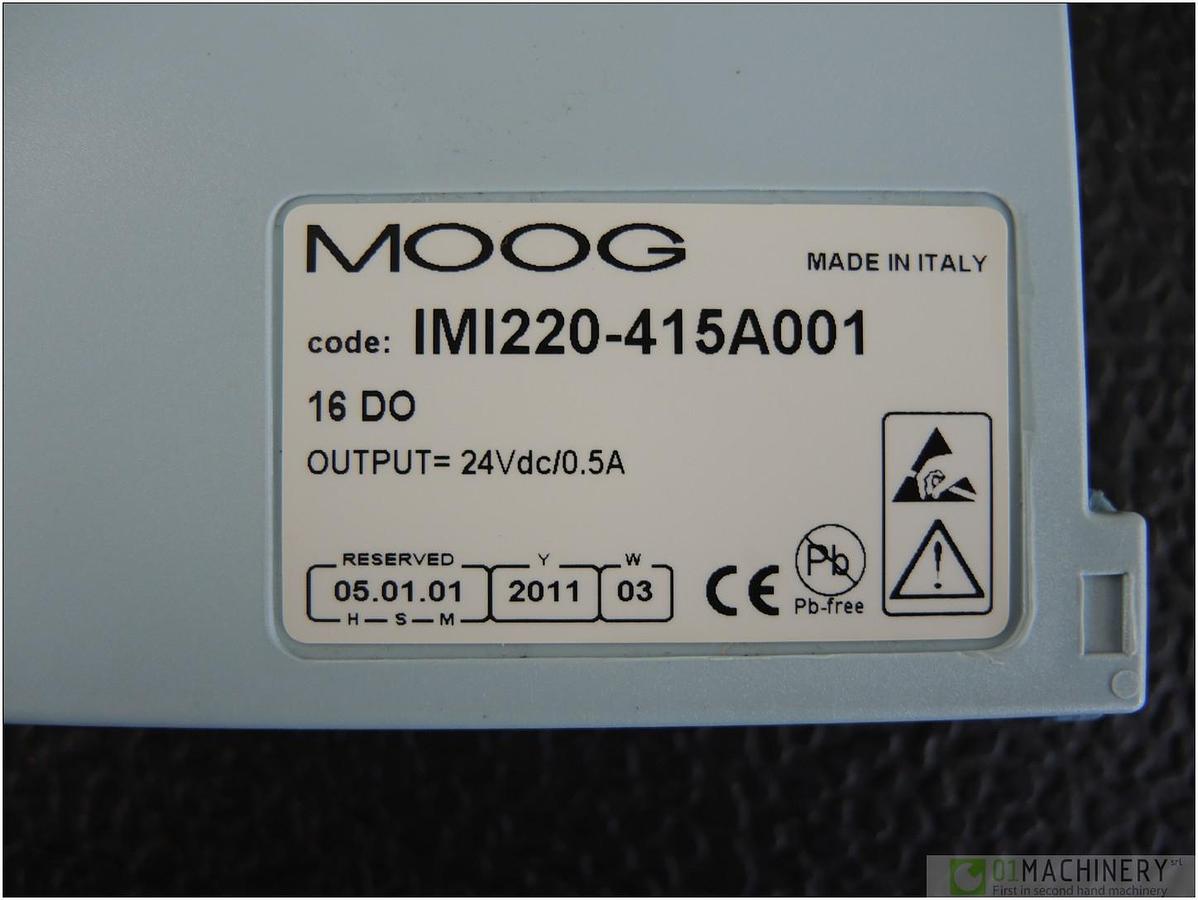 MOOG
MADE IN ITALY
code: IMI220-415A001
16 DO
OUTPUT= 24Vdc/0.5A
RESERVED Y W
05.01.01 2011 03
H — S — M
CE
Pb
Pb-free
01MACHINERY srl
First in second hand machinery